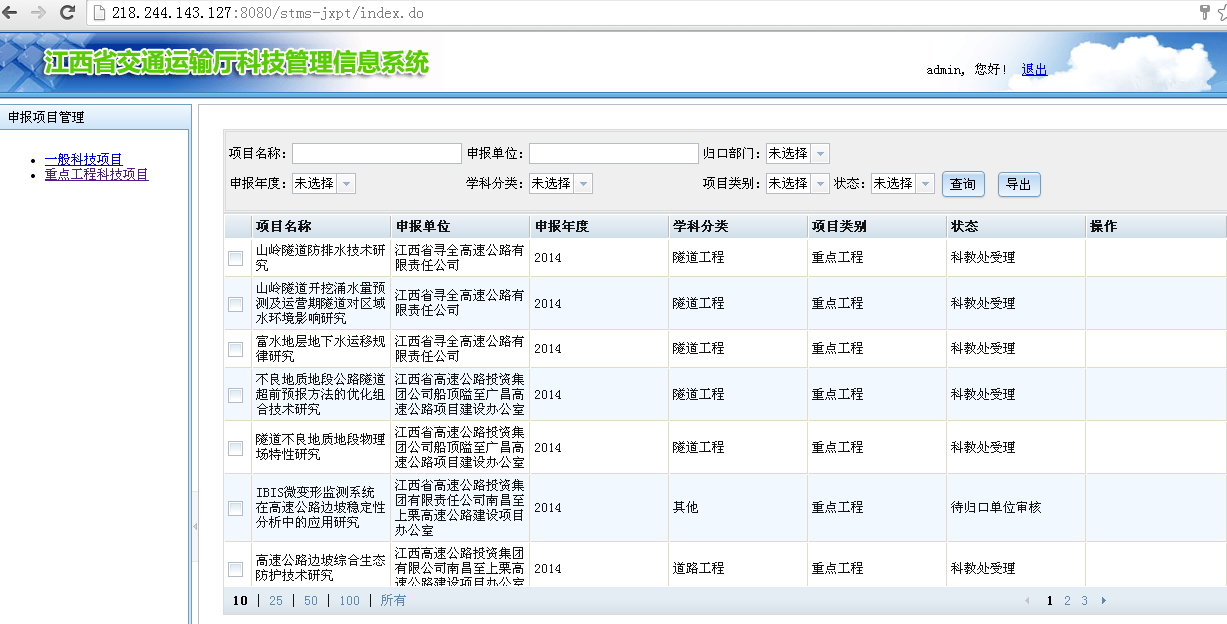 218.244.143.127:8080/stms-jxpt/index.do
江西省交通运输厅科技管理信息系统
admin, 您好! 退出
申报项目管理
一般科技项目
重点工程科技项目
项目名称: 申报单位: 归口部门: 未选择
申报年度: 未选择 学科分类: 未选择 项目类别: 未选择 状态: 未选择 查询 导出
项目名称 申报单位 申报年度 学科分类 项目类别 状态 操作
山岭隧道防排水技术研
究
江西省寻全高速公路有
限责任公司
2014 隧道工程 重点工程 科教处受理
山岭隧道开挖涌水量预
测及运营期隧道对区域
水环境影响研究
江西省寻全高速公路有
限责任公司
2014 隧道工程 重点工程 科教处受理
富水地层地下水运移规
律研究
江西省寻全高速公路有
限责任公司
2014 隧道工程 重点工程 科教处受理
不良地质地段公路隧道
超前预报方法的优化组
合技术研究
江西省高速公路投资集
团公司船顶隘至广昌高
速公路项目建设办公室
2014 隧道工程 重点工程 科教处受理
隧道不良地质地段物理
场特性研究
江西省高速公路投资集
团公司船顶隘至广昌高
速公路项目建设办公室
2014 隧道工程 重点工程 科教处受理
IBIS微变形监测系统
在高速公路边坡稳定性
分析中的应用研究
江西省高速公路投资集
团有限责任公司南昌至
上栗高速公路建设项目
办公室
2014 其他 重点工程 待归口单位审核
高速公路边坡综合生态
防护技术研究
江西高速公路投资集团
有限公司南昌至上栗高
速公路建设项目办公室
2014 道路工程 重点工程 科教处受理
10 | 25 | 50 | 100 | 所有 1 2 3